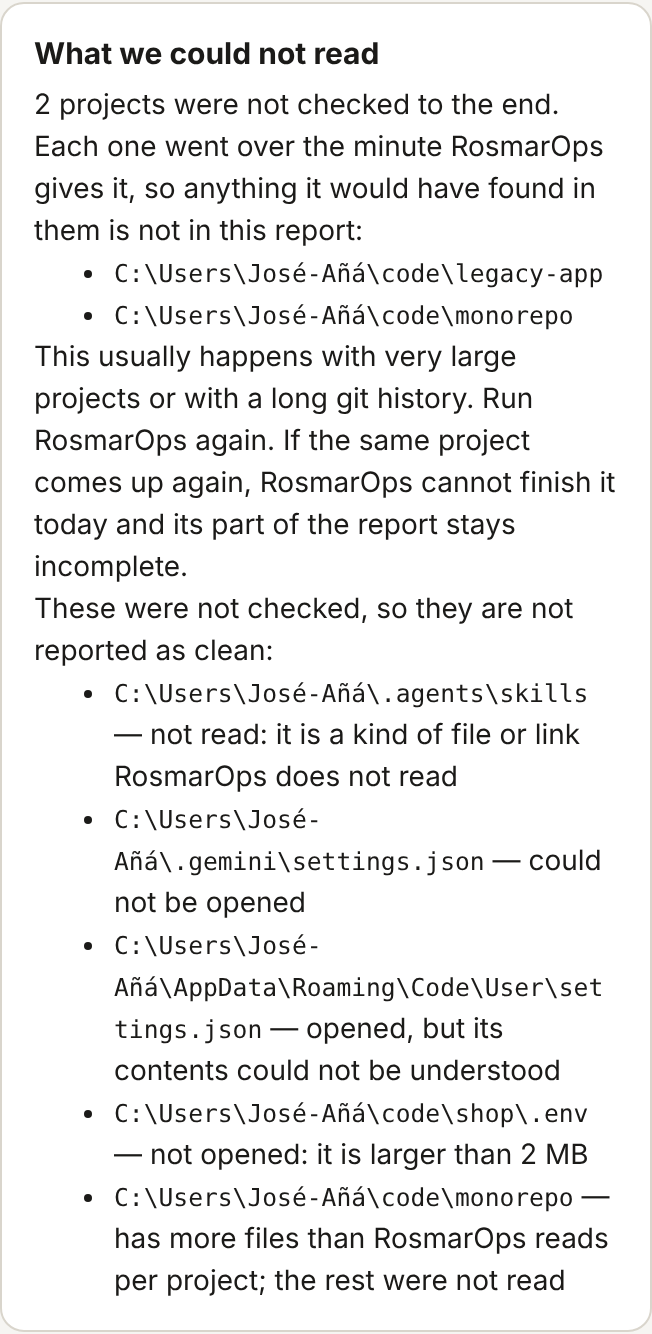 What we could not read
2 projects were not checked to the end.
Each one went over the minute RosmarOps
gives it, so anything it would have found in
them is not in this report:
• C:\Users\José-Añá\code\legacy-app
• C:\Users\José-Añá\code\monorepo
This usually happens with very large
projects or with a long git history. Run
RosmarOps again. If the same project
comes up again, RosmarOps cannot finish it
today and its part of the report stays
incomplete.
These were not checked, so they are not
reported as clean:
• C:\Users\José-Añá\.agents\skills
— not read: it is a kind of file or link
RosmarOps does not read
• C:\Users\José-
Añá\.gemini\settings.json — could
not be opened
• C:\Users\José-
Añá\AppData\Roaming\Code\User\set
tings.json — opened, but its
contents could not be understood
• C:\Users\José-Añá\code\shop\.env
— not opened: it is larger than 2 MB
• C:\Users\José-Añá\code\monorepo —
has more files than RosmarOps reads
per project; the rest were not read